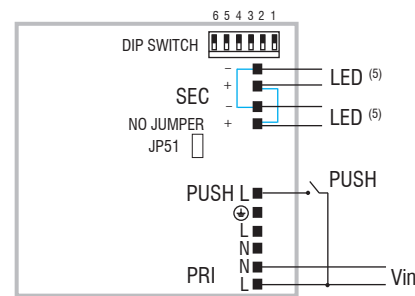 6 5 4 3 2 1
DIP SWITCH
− LED (5)
+
SEC
− LED (5)
NO JUMPER +
JP51
PUSH L PUSH
L
N
N
PRI Vin
L